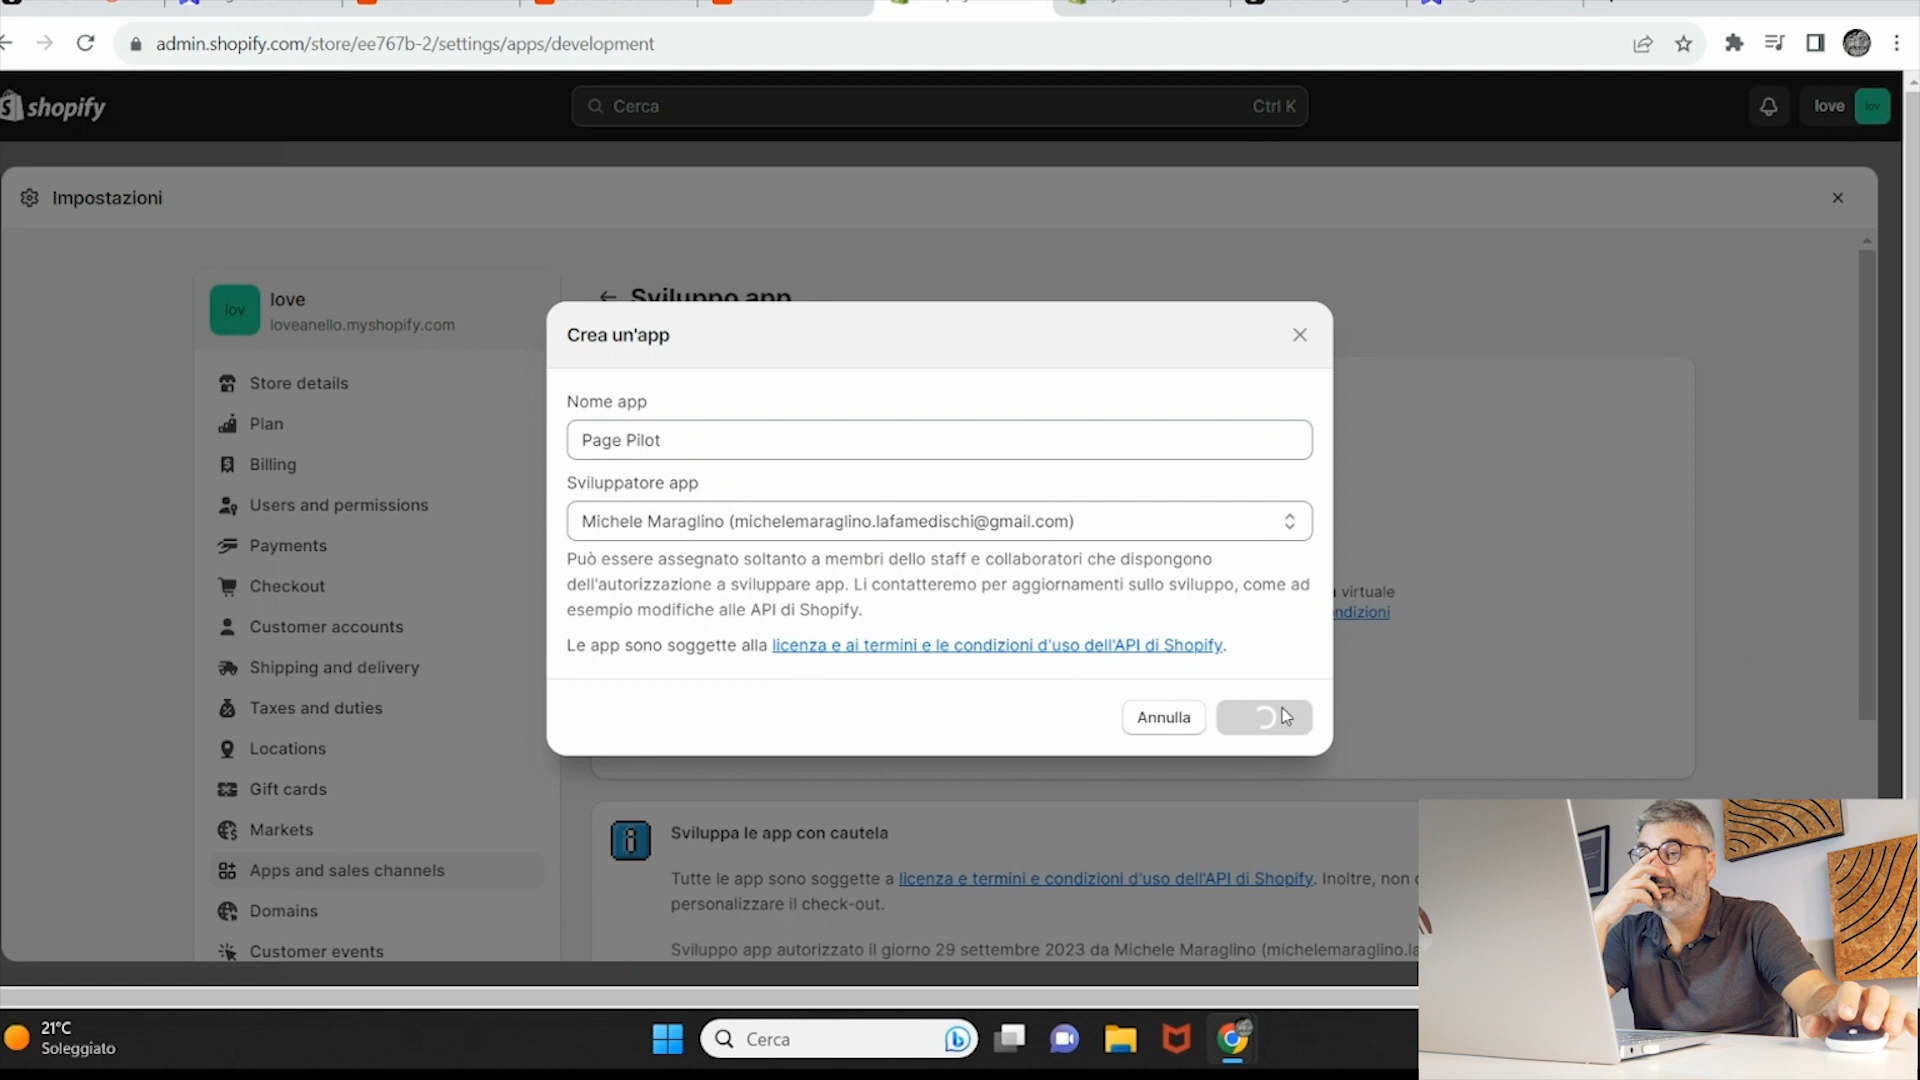 admin.shopify.com/store/ee767b-2/settings/apps/development
shopify
Cerca
Ctrl K
love
lov
Impostazioni
lov
love
loveanello.myshopify.com
Sviluppo app
Store details
Plan
Billing
Users and permissions
Payments
Checkout
Customer accounts
Shipping and delivery
Taxes and duties
Locations
Gift cards
Markets
Apps and sales channels
Domains
Customer events
Crea un'app
Nome app
Page Pilot
Sviluppatore app
Michele Maraglino (michelemaraglino.lafamedischi@gmail.com)
Può essere assegnato soltanto a membri dello staff e collaboratori che dispongono
dell'autorizzazione a sviluppare app. Li contatteremo per aggiornamenti sullo sviluppo, come ad
esempio modifiche alle API di Shopify.
Le app sono soggette alla licenza e ai termini e le condizioni d'uso dell'API di Shopify.
Annulla
virtuale
ndizioni
Sviluppa le app con cautela
Tutte le app sono soggette a licenza e termini e condizioni d'uso dell'API di Shopify. Inoltre, non
personalizzare il check-out.
Sviluppo app autorizzato il giorno 29 settembre 2023 da Michele Maraglino (michelemaraglino.la
21°C
Soleggiato
Cerca